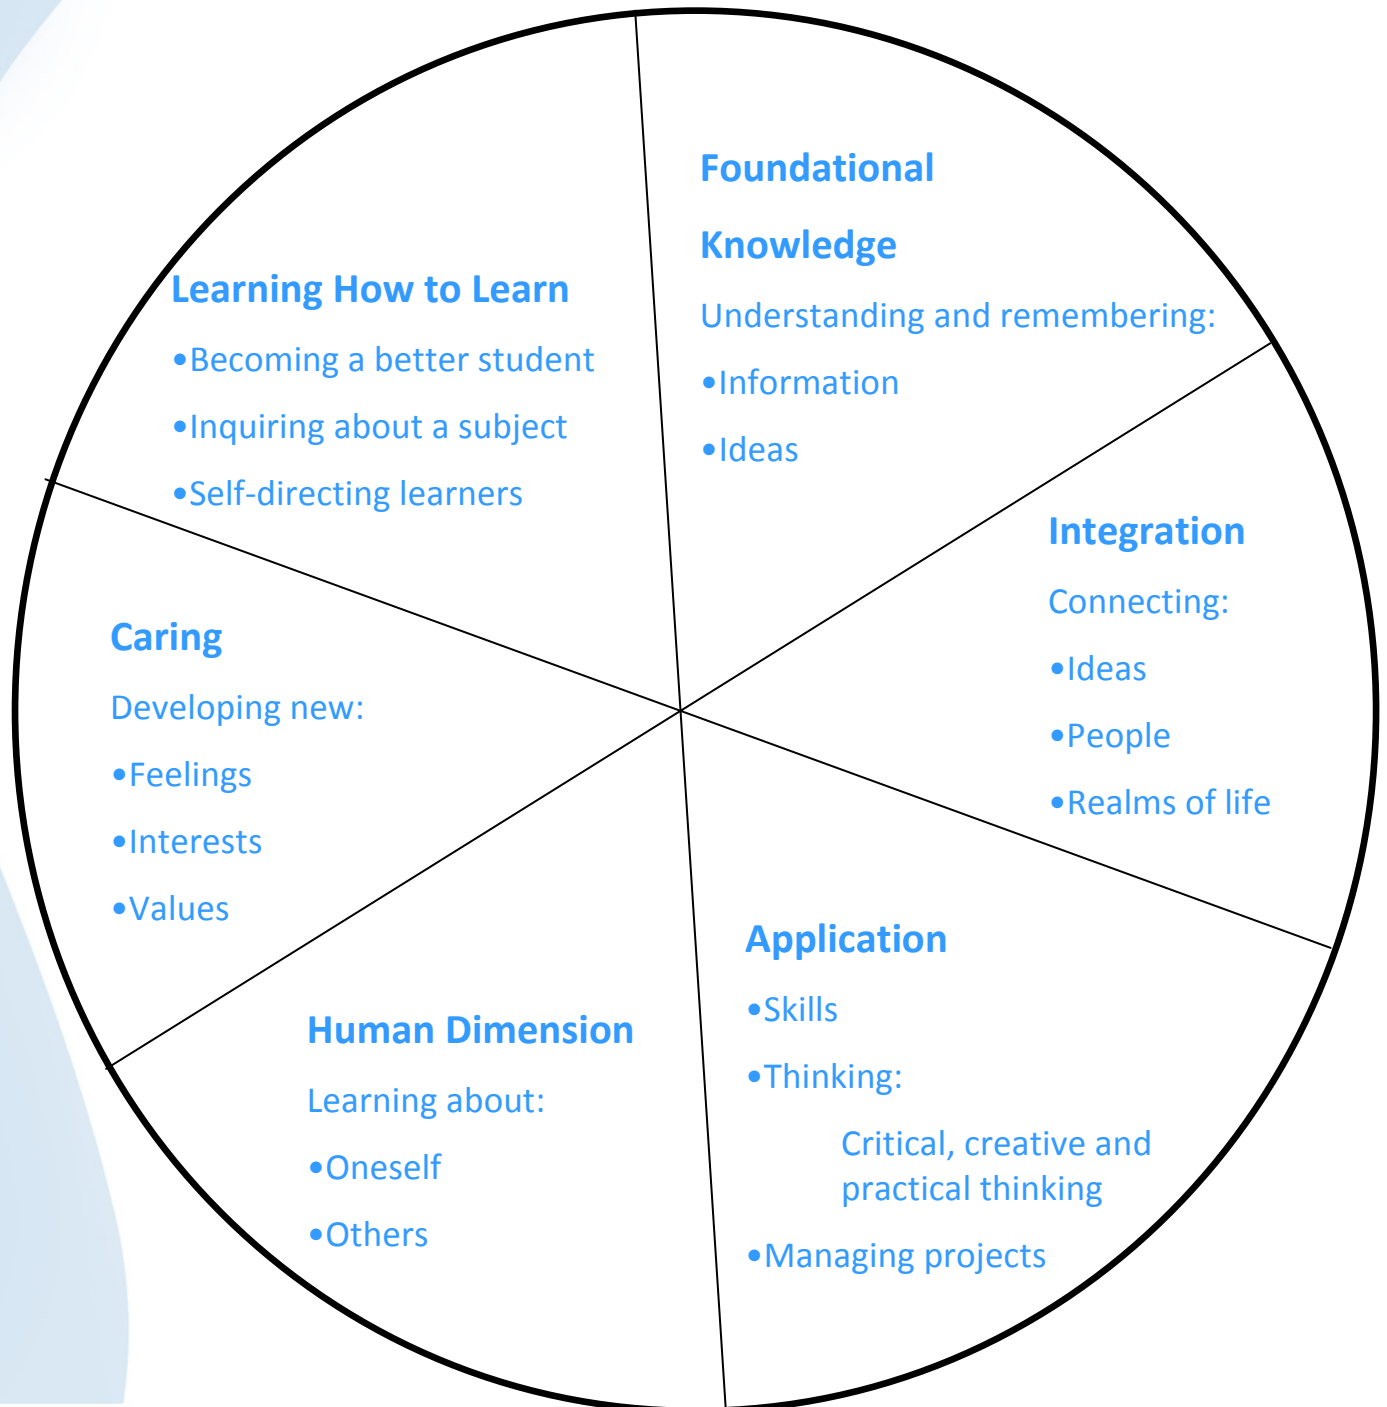 Foundational
Knowledge
Understanding and remembering:
•Information
•Ideas
Integration
Connecting:
•Ideas
•People
•Realms of life
Application
•Skills
•Thinking:
Critical, creative and
practical thinking
•Managing projects
Human Dimension
Learning about:
•Oneself
•Others
Caring
Developing new:
•Feelings
•Interests
•Values
Learning How to Learn
•Becoming a better student
•Inquiring about a subject
•Self-directing learners